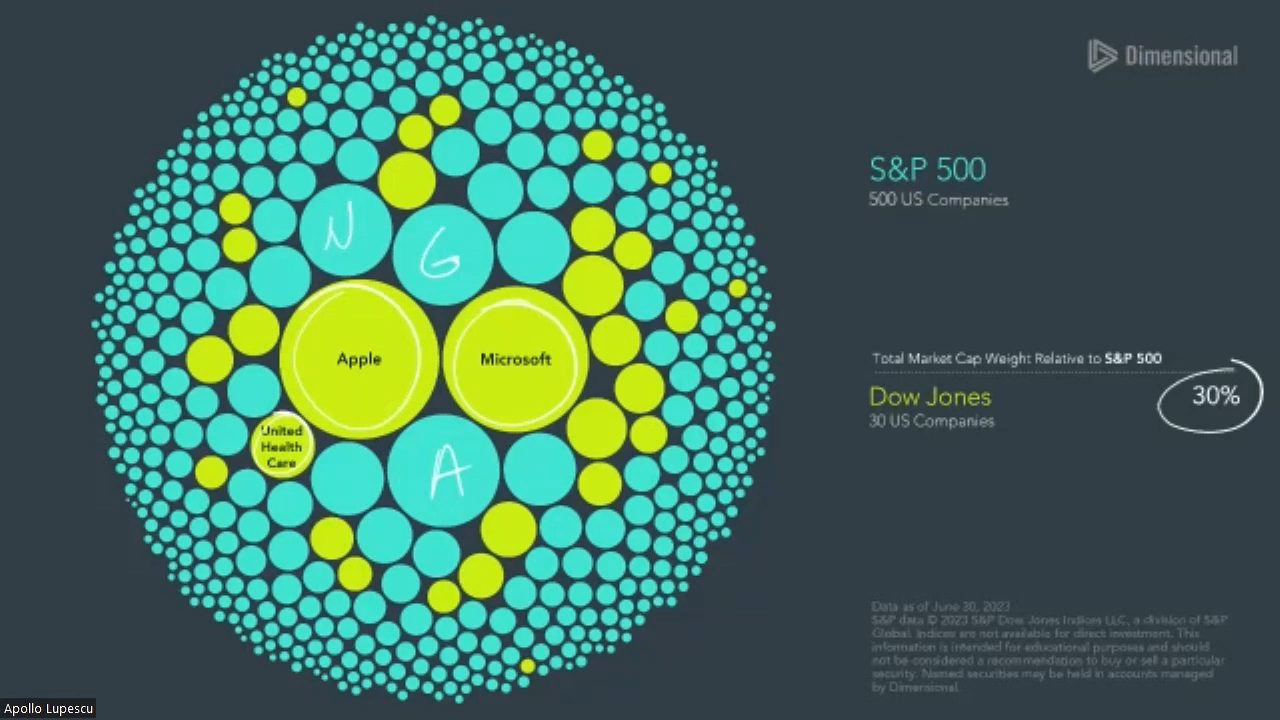 Dimensional
S&P 500
500 US Companies
N
G
Apple
Microsoft
Total Market Cap Weight Relative to S&P 500
Dow Jones
30%
30 US Companies
United
Health
Care
A
Data as of June 30, 2023
S&P data © 2023 S&P Dow Jones Indices LLC, a division of S&P
Global. Indices are not available for direct investment. This
information is intended for educational purposes and should
not be considered a recommendation to buy or sell a particular
security. Named securities may be held in accounts managed
by Dimensional.
Apollo Lupescu